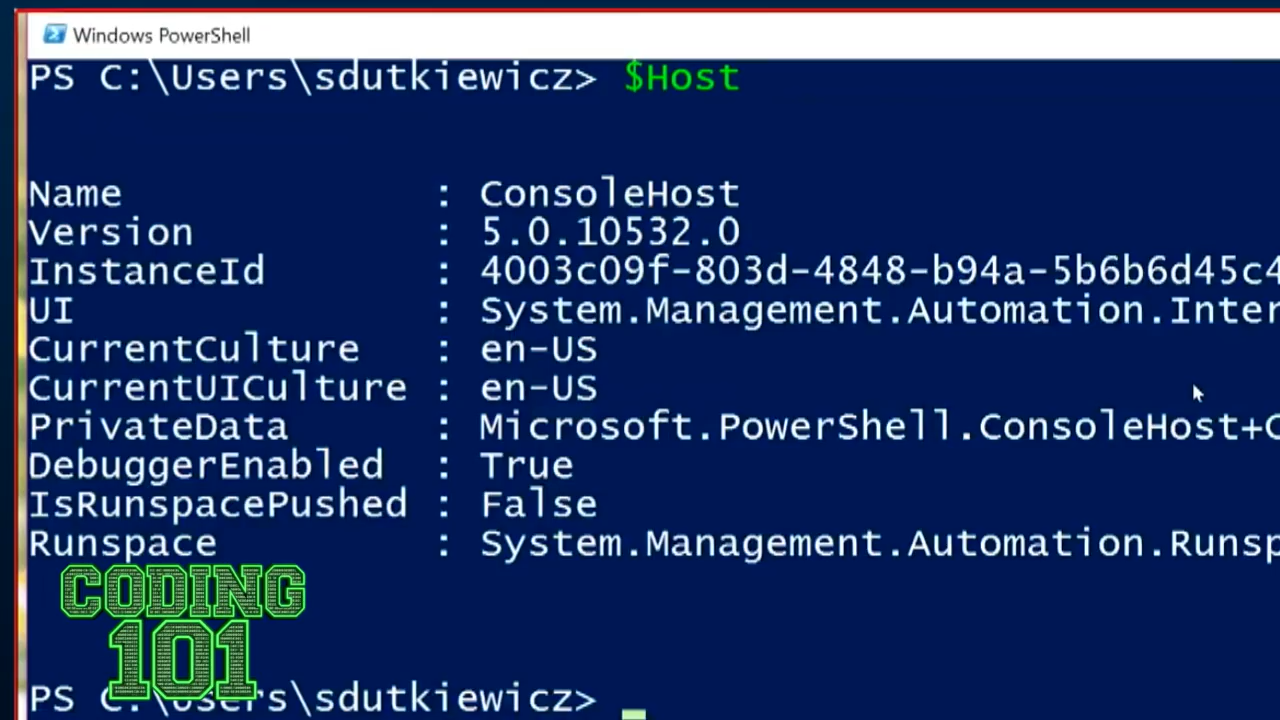 Windows PowerShell
PS C:\Users\sdutkiewicz> $Host
Name : ConsoleHost
Version : 5.0.10532.0
InstanceId : 4003c09f-803d-4848-b94a-5b6b6d45c4
UI : System.Management.Automation.Inter
CurrentCulture : en-US
CurrentUICulture : en-US
PrivateData : Microsoft.PowerShell.ConsoleHost+C
DebuggerEnabled : True
IsRunspacePushed : False
Runspace : System.Management.Automation.Runsp
CODING
101
PS C:\Users\sdutkiewicz>